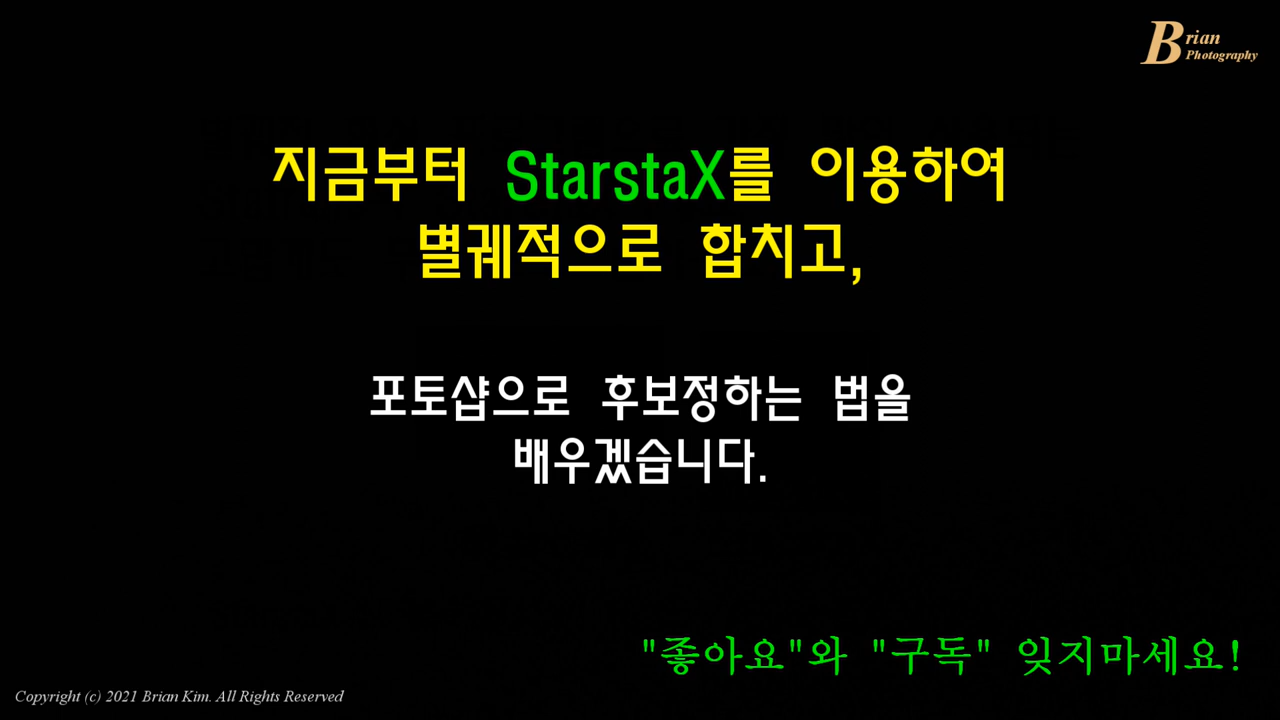 Brian
Photography
지금부터 StarstaX를 이용하여
별궤적으로 합치고,
포토샵으로 후보정하는 법을
배우겠습니다.
"좋아요"와 "구독" 잊지마세요!
Copyright (c) 2021 Brian Kim. All Rights Reserved